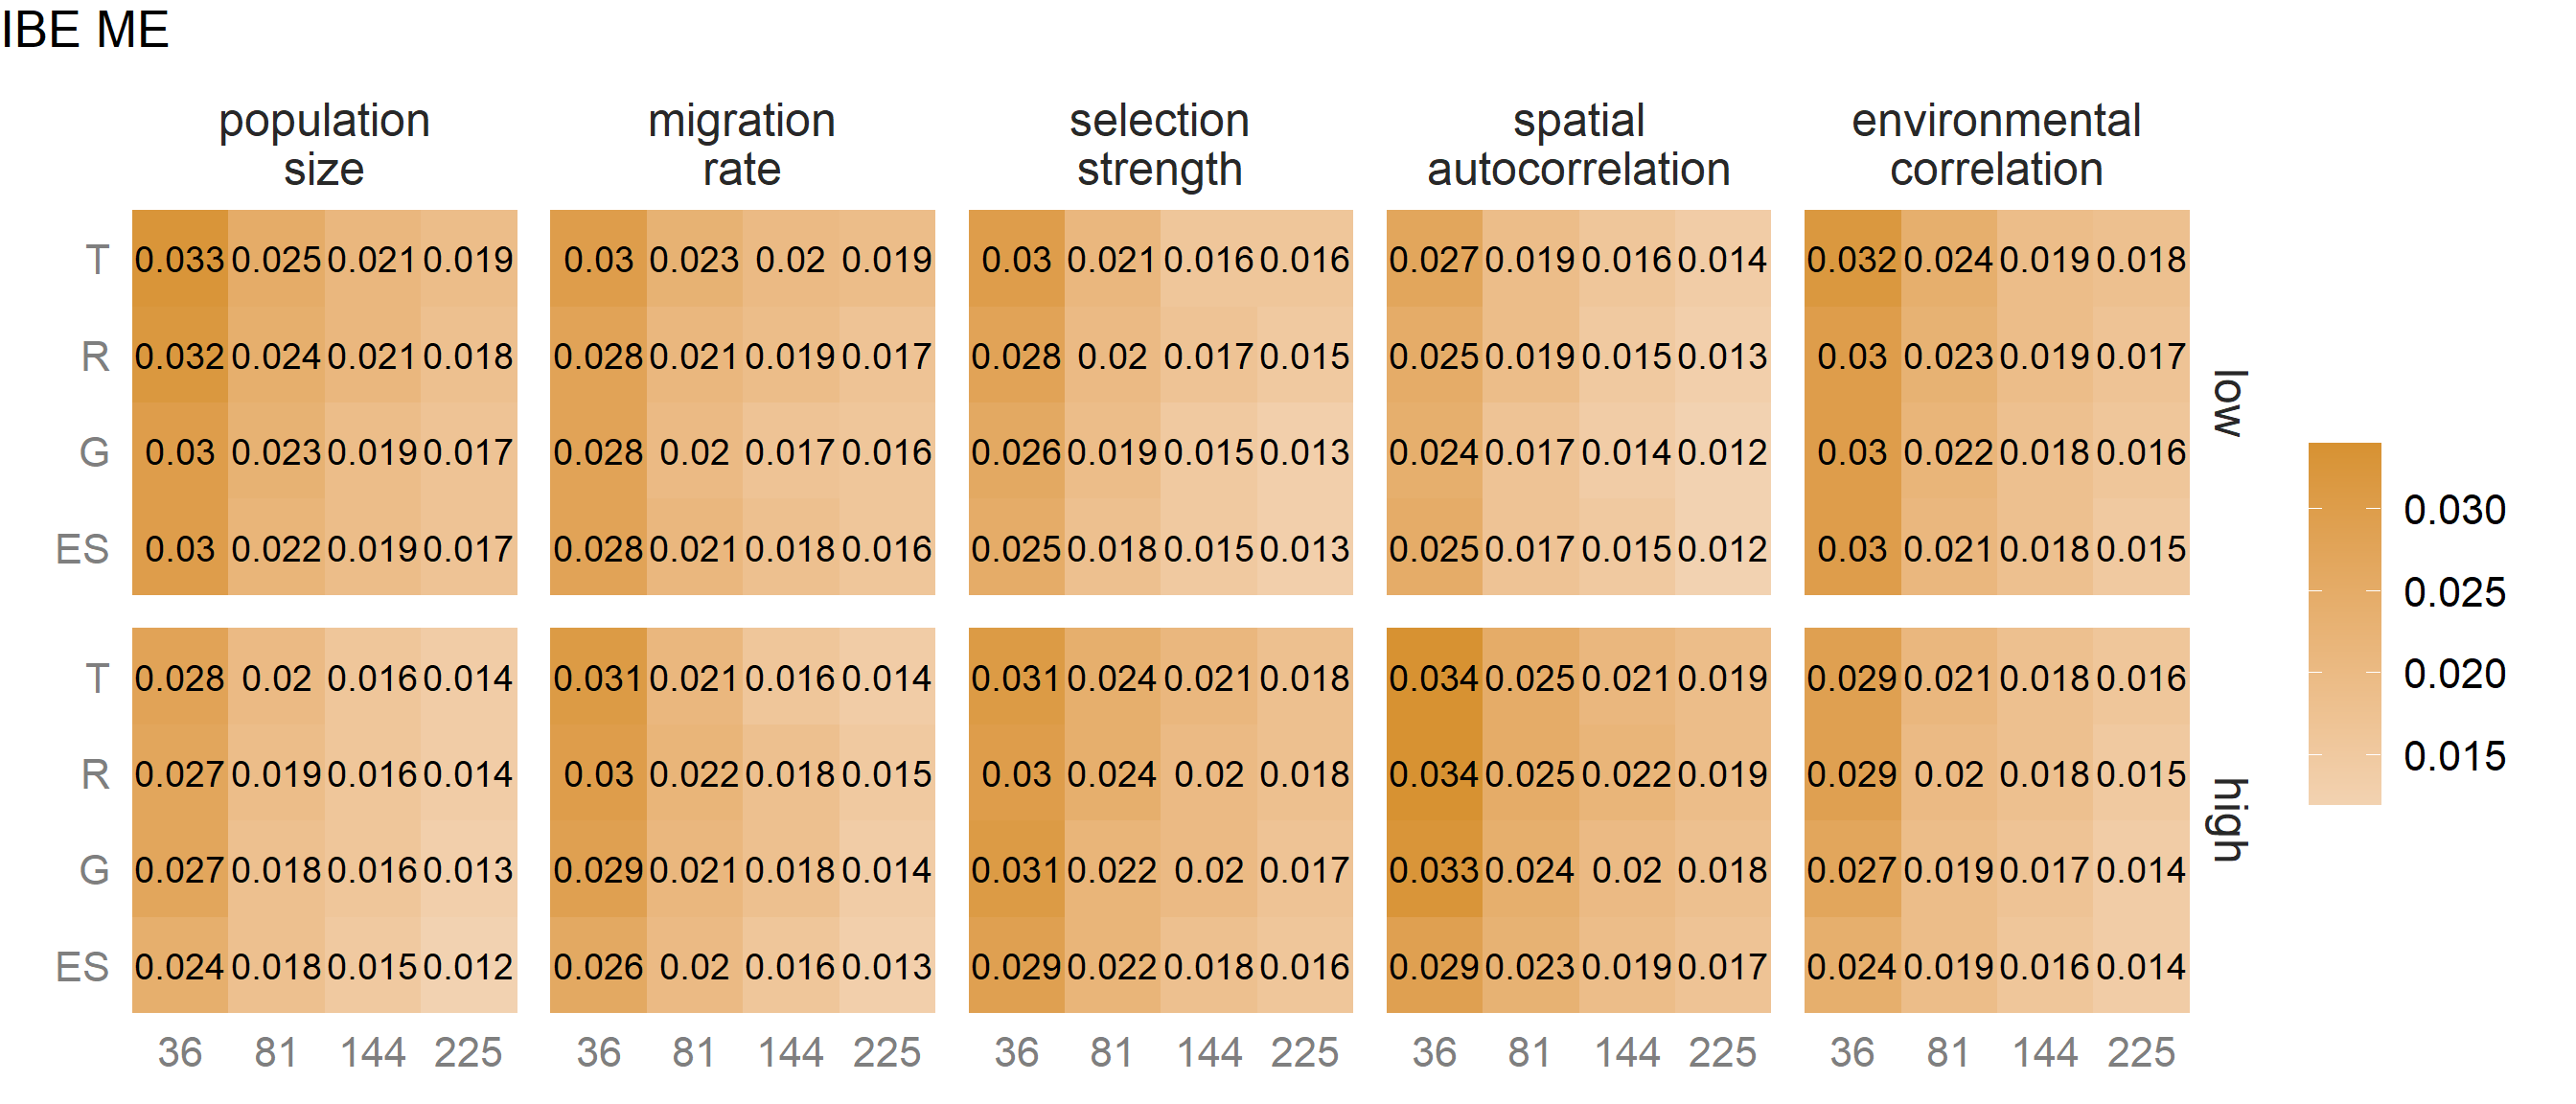 IBE ME
population size
migration rate
selection strength
spatial autocorrelation
environmental correlation
T 0.033 0.025 0.021 0.019 0.03 0.023 0.02 0.019 0.03 0.021 0.016 0.016 0.027 0.019 0.016 0.014 0.032 0.024 0.019 0.018
R 0.032 0.024 0.021 0.018 0.028 0.021 0.019 0.017 0.028 0.02 0.017 0.015 0.025 0.019 0.015 0.013 0.03 0.023 0.019 0.017
G 0.03 0.023 0.019 0.017 0.028 0.02 0.017 0.016 0.026 0.019 0.015 0.013 0.024 0.017 0.014 0.012 0.03 0.022 0.018 0.016
ES 0.03 0.022 0.019 0.017 0.028 0.021 0.018 0.016 0.025 0.018 0.015 0.013 0.025 0.017 0.015 0.012 0.03 0.021 0.018 0.015
low
T 0.028 0.02 0.016 0.014 0.031 0.021 0.016 0.014 0.031 0.024 0.021 0.018 0.034 0.025 0.021 0.019 0.029 0.021 0.018 0.016
R 0.027 0.019 0.016 0.014 0.03 0.022 0.018 0.015 0.03 0.024 0.02 0.018 0.034 0.025 0.022 0.019 0.029 0.02 0.018 0.015
G 0.027 0.018 0.016 0.013 0.029 0.021 0.018 0.014 0.031 0.022 0.02 0.017 0.033 0.024 0.02 0.018 0.027 0.019 0.017 0.014
ES 0.024 0.018 0.015 0.012 0.026 0.02 0.016 0.013 0.029 0.022 0.018 0.016 0.029 0.023 0.019 0.017 0.024 0.019 0.016 0.014
high
36 81 144 225 36 81 144 225 36 81 144 225 36 81 144 225 36 81 144 225
0.030
0.025
0.020
0.015